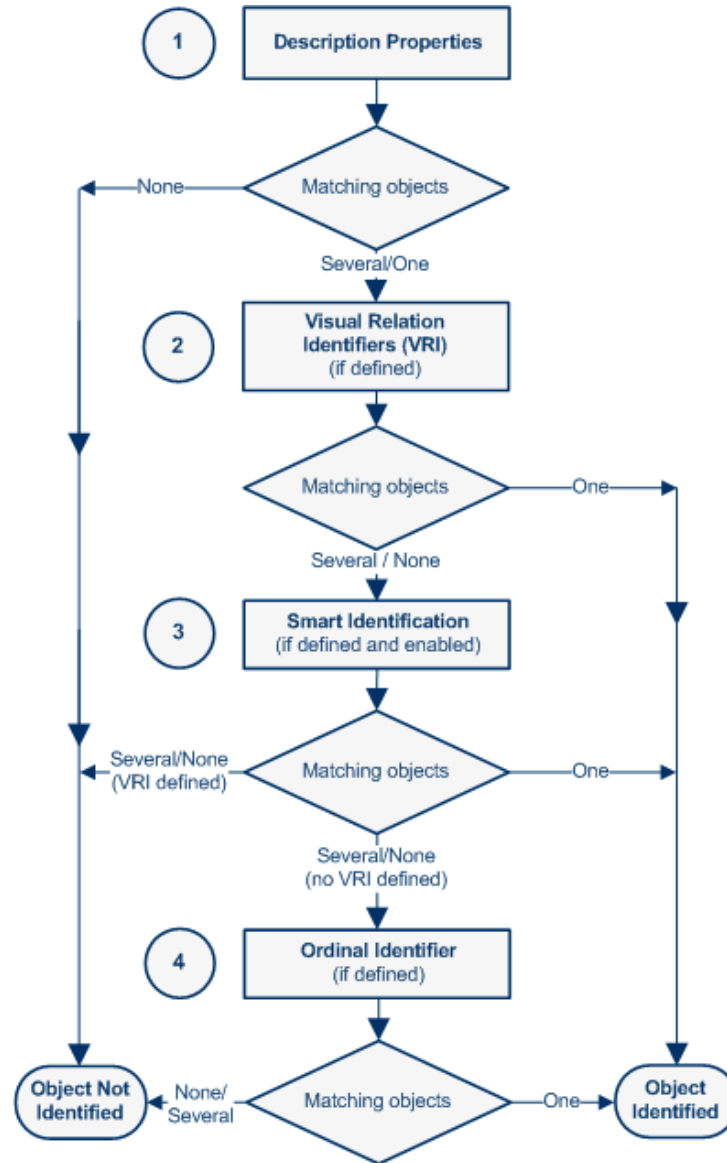 1
Description Properties
Matching objects
None
Several/One
2
Visual Relation
Identifiers (VRI)
(if defined)
Matching objects
One
Several / None
3
Smart Identification
(if defined and enabled)
Several/None
(VRI defined)
Matching objects
One
Several/None
(no VRI defined)
4
Ordinal Identifier
(if defined)
Object Not
Identified
None/
Several
Matching objects
One
Object
Identified